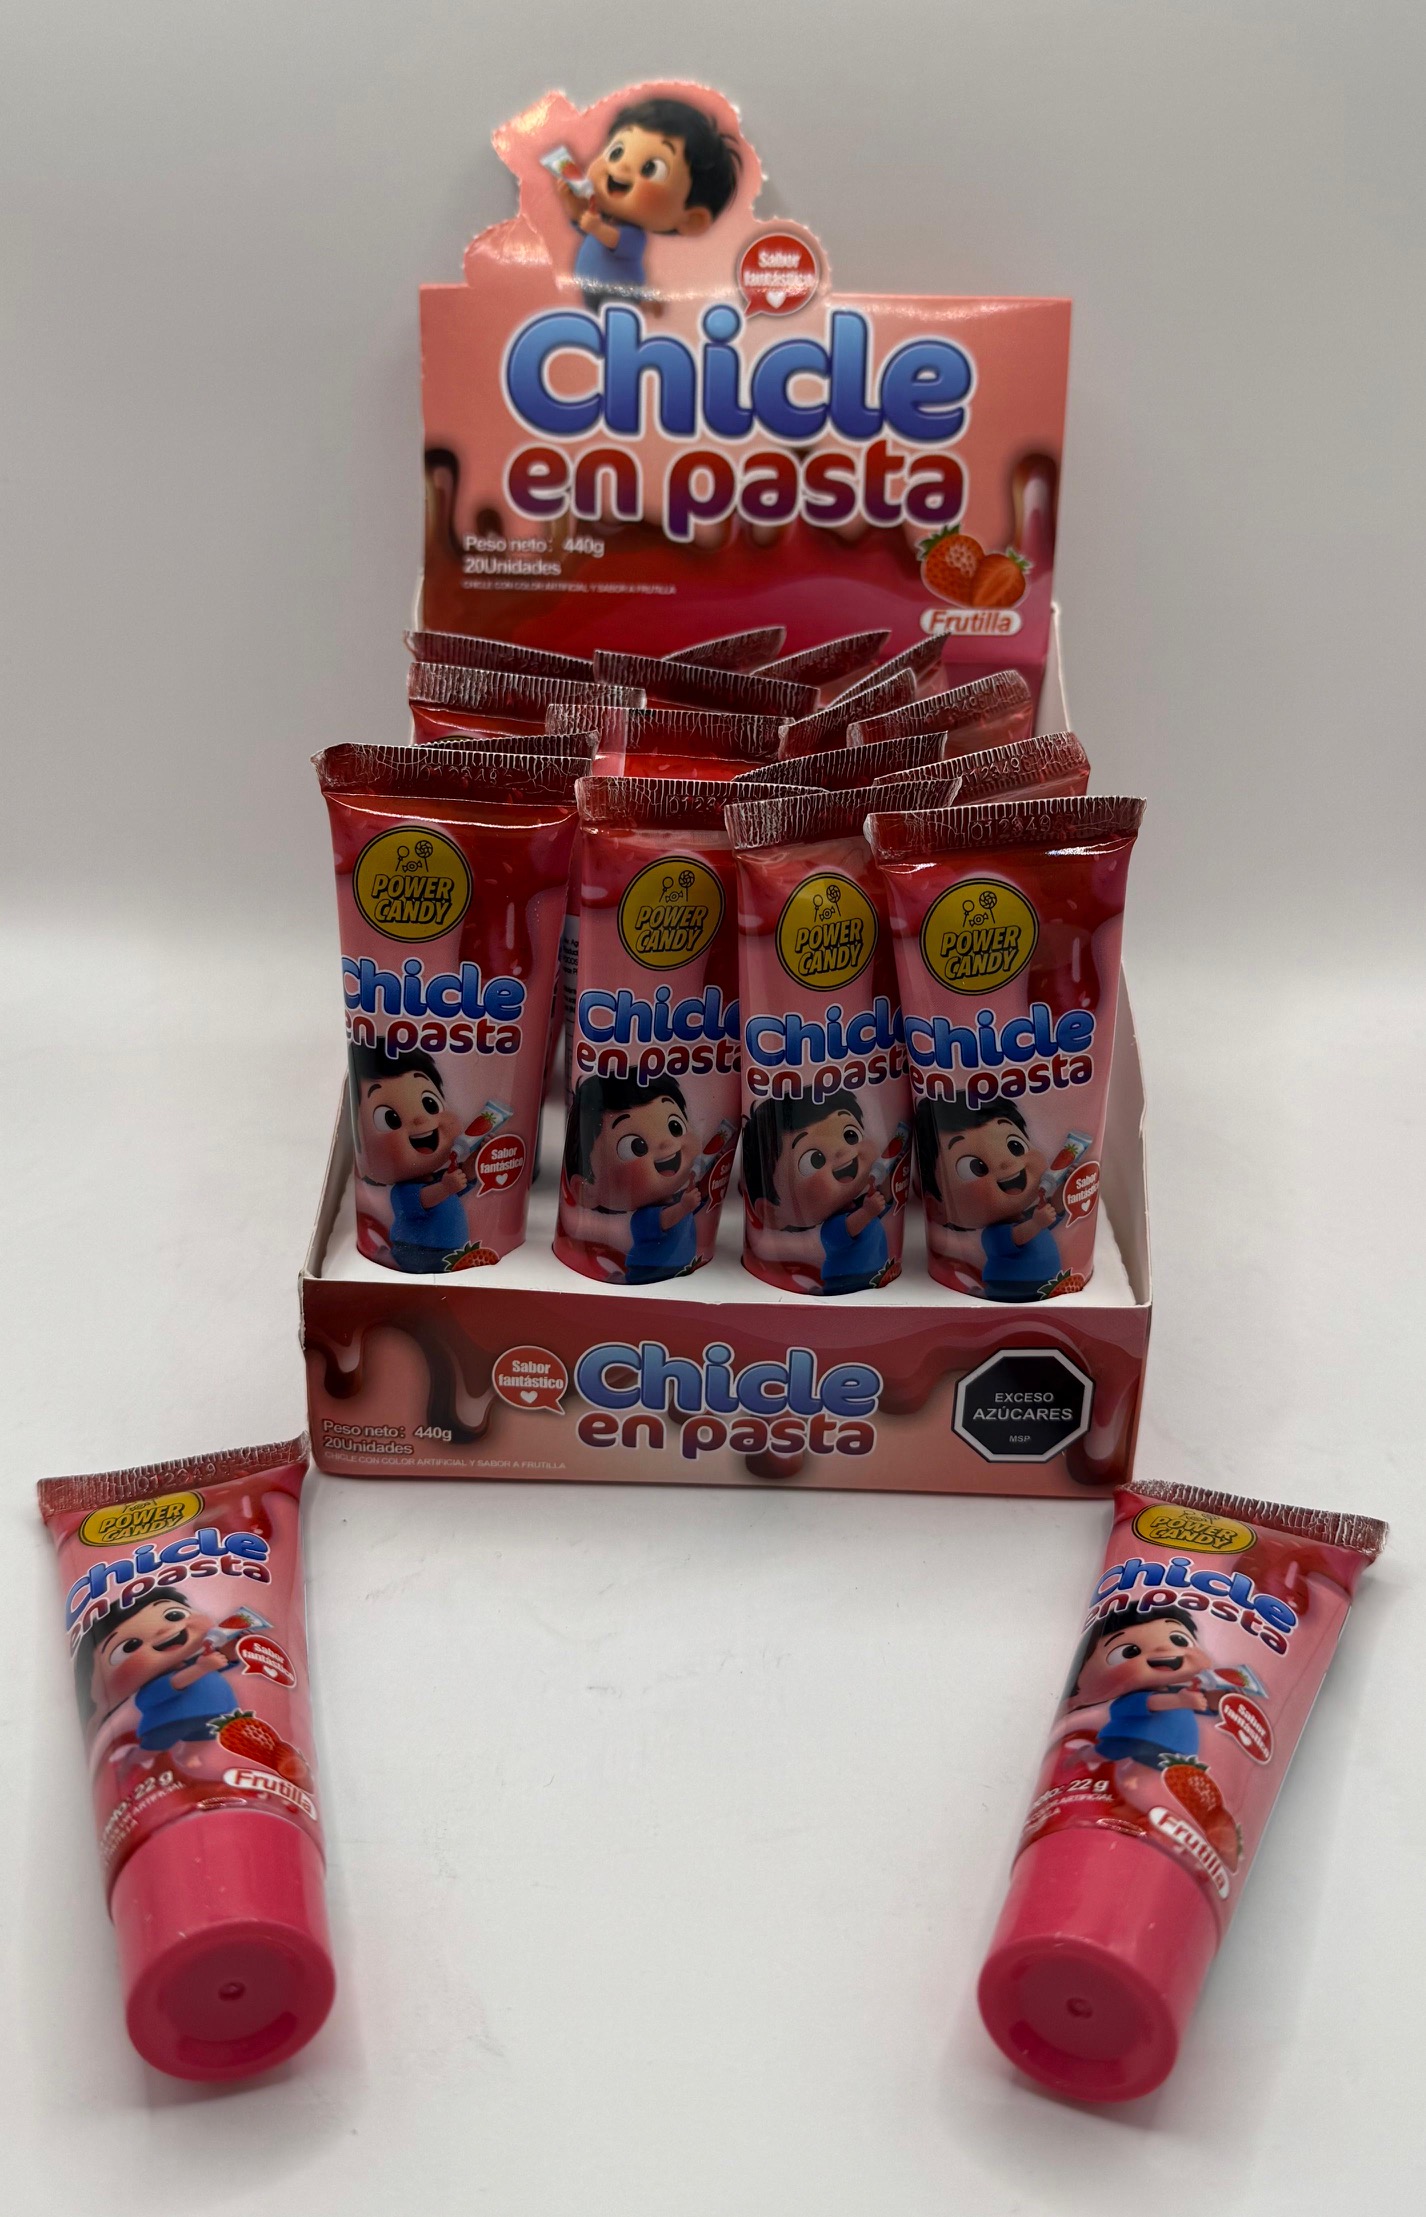 Sabor
fantástico
Chicle
en pasta
Peso neto: 440g
20Unidades
CHICLE CON COLOR ARTIFICIAL Y SABOR A FRUTILLA
Frutilla
012349
POWER
CANDY
Chicle
en pasta
Sabor
fantástico
POWER
CANDY
Chicle
en pasta
POWER
CANDY
Chicle
en pasta
012349
POWER
CANDY
Chicle
en pasta
Sabor
fantástico
Sabor
fantástico
Chicle
en pasta
Peso neto: 440g
20Unidades
CHICLE CON COLOR ARTIFICIAL Y SABOR A FRUTILLA
EXCESO
AZÚCARES
MSP
012349
POWER
CANDY
Chicle
en pasta
Sabor
fantástico
22 g
Frutilla
POWER
CANDY
Chicle
en pasta
Sabor
fantástico
22 g
Frutilla